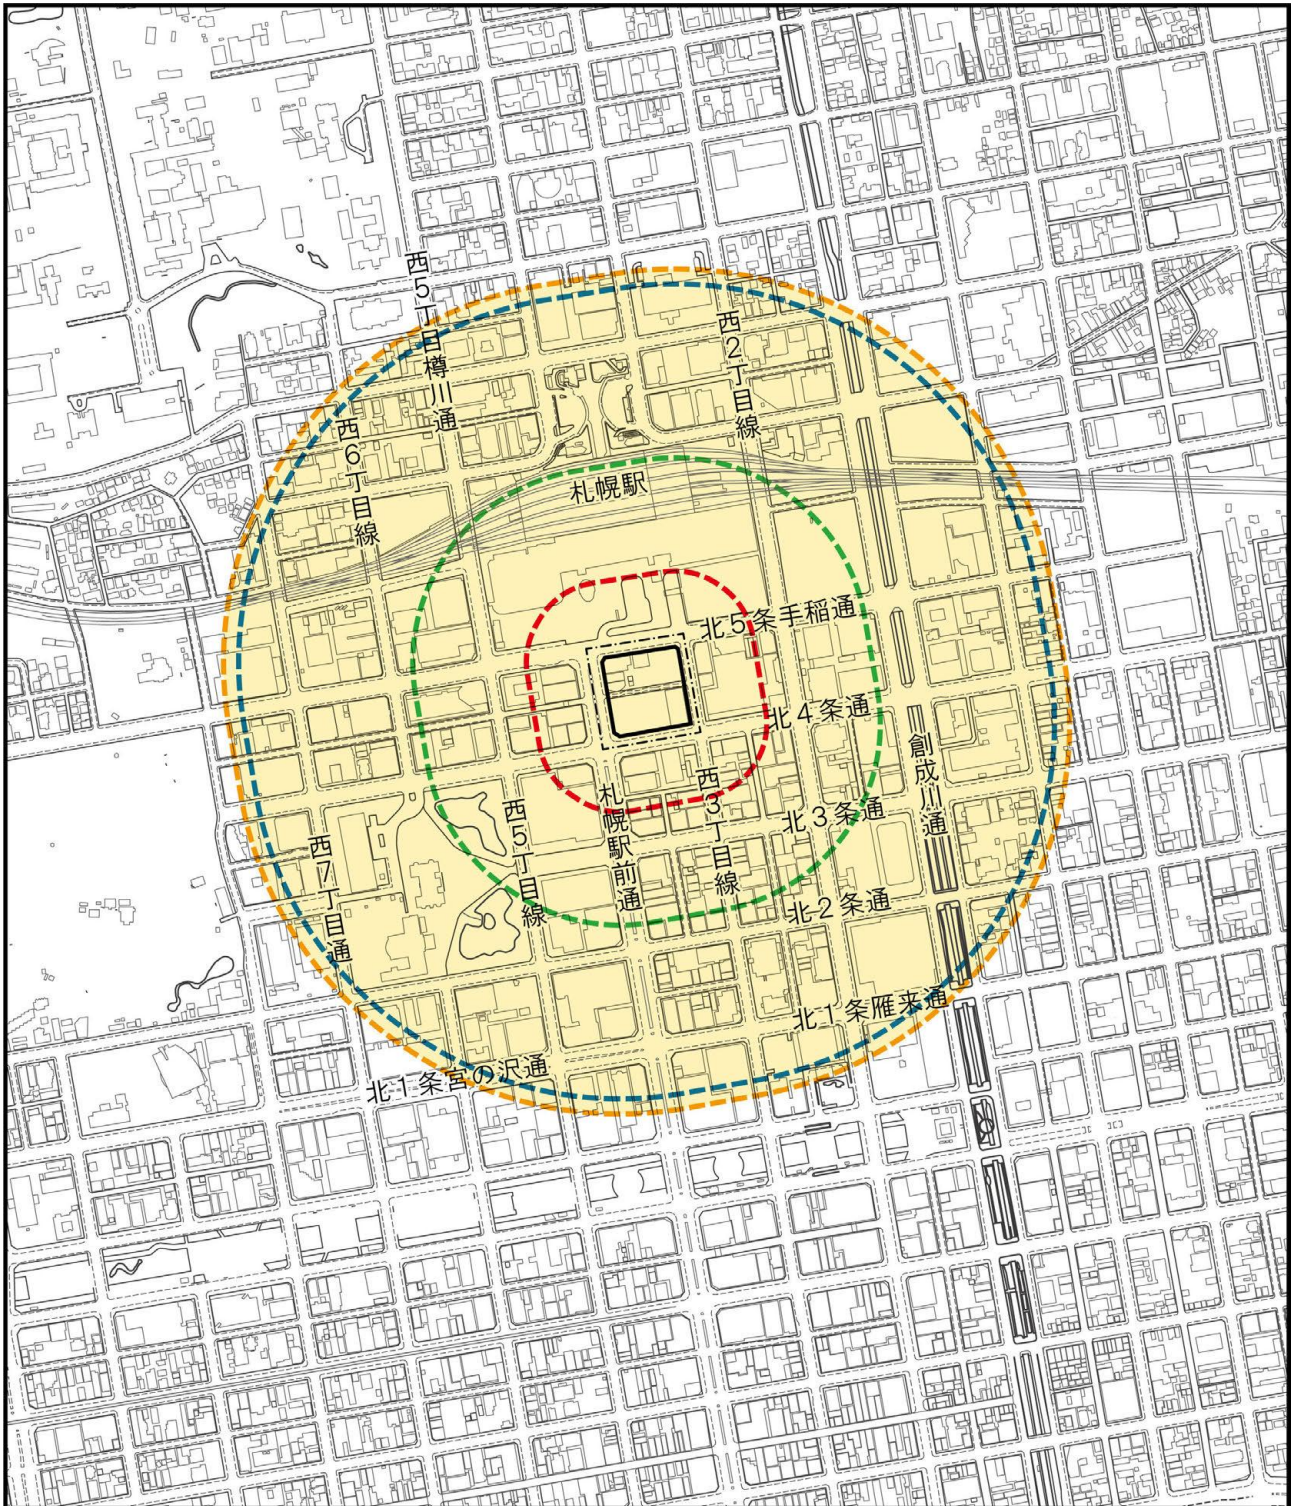 西5丁目樽川通
西2丁目線
西6丁目線
札幌駅
北5条手稲通
北4条通
創成川通
西3丁目線
札幌駅前通
西5丁目線
北3条通
西7丁目通
北2条通
北1条雁来通
北1条宮の沢通